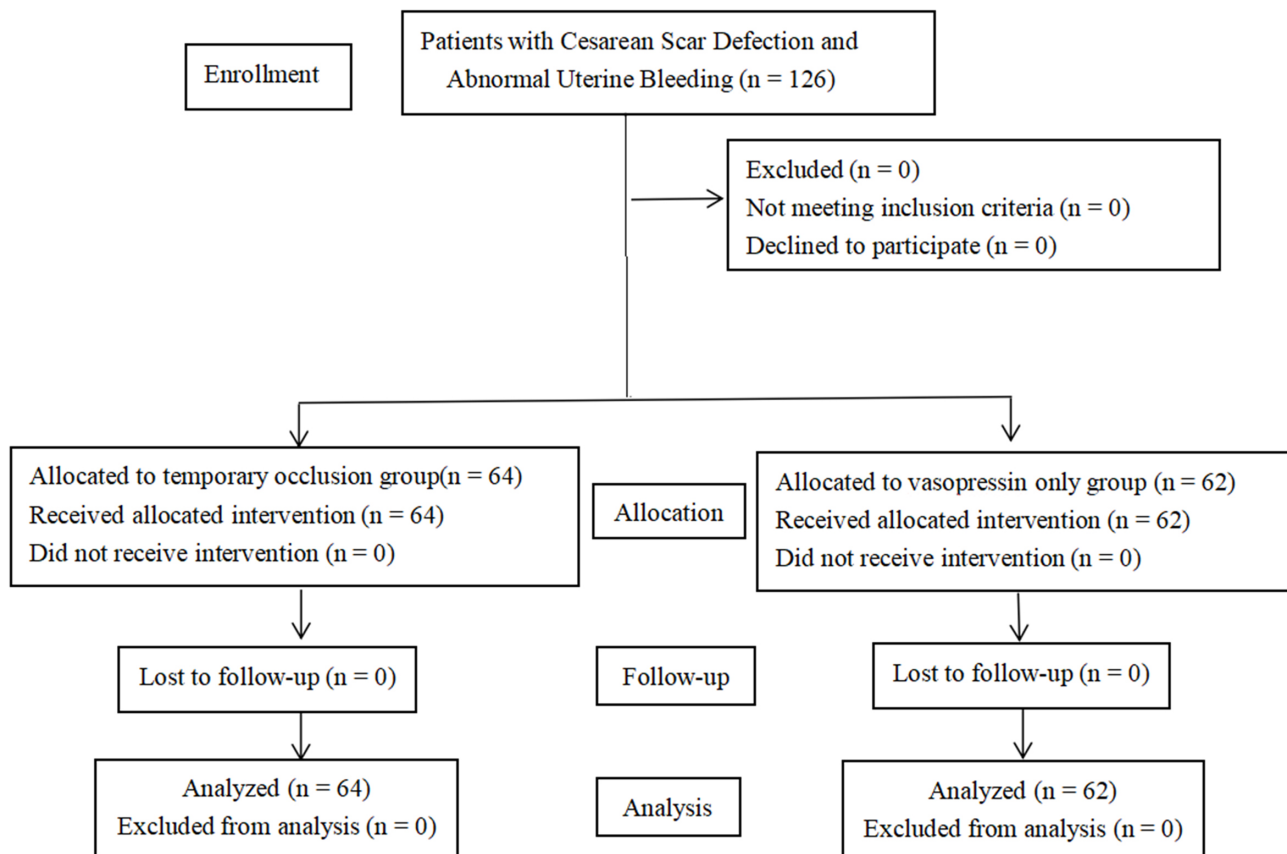 Enrollment
Patients with Cesarean Scar Defection and
Abnormal Uterine Bleeding (n = 126)
Excluded (n = 0)
Not meeting inclusion criteria (n = 0)
Declined to participate (n = 0)
Allocated to temporary occlusion group(n = 64)
Received allocated intervention (n = 64)
Did not receive intervention (n = 0)
Allocation
Allocated to vasopressin only group (n = 62)
Received allocated intervention (n = 62)
Did not receive intervention (n = 0)
Lost to follow-up (n = 0)
Follow-up
Lost to follow-up (n = 0)
Analyzed (n = 64)
Excluded from analysis (n = 0)
Analysis
Analyzed (n = 62)
Excluded from analysis (n = 0)